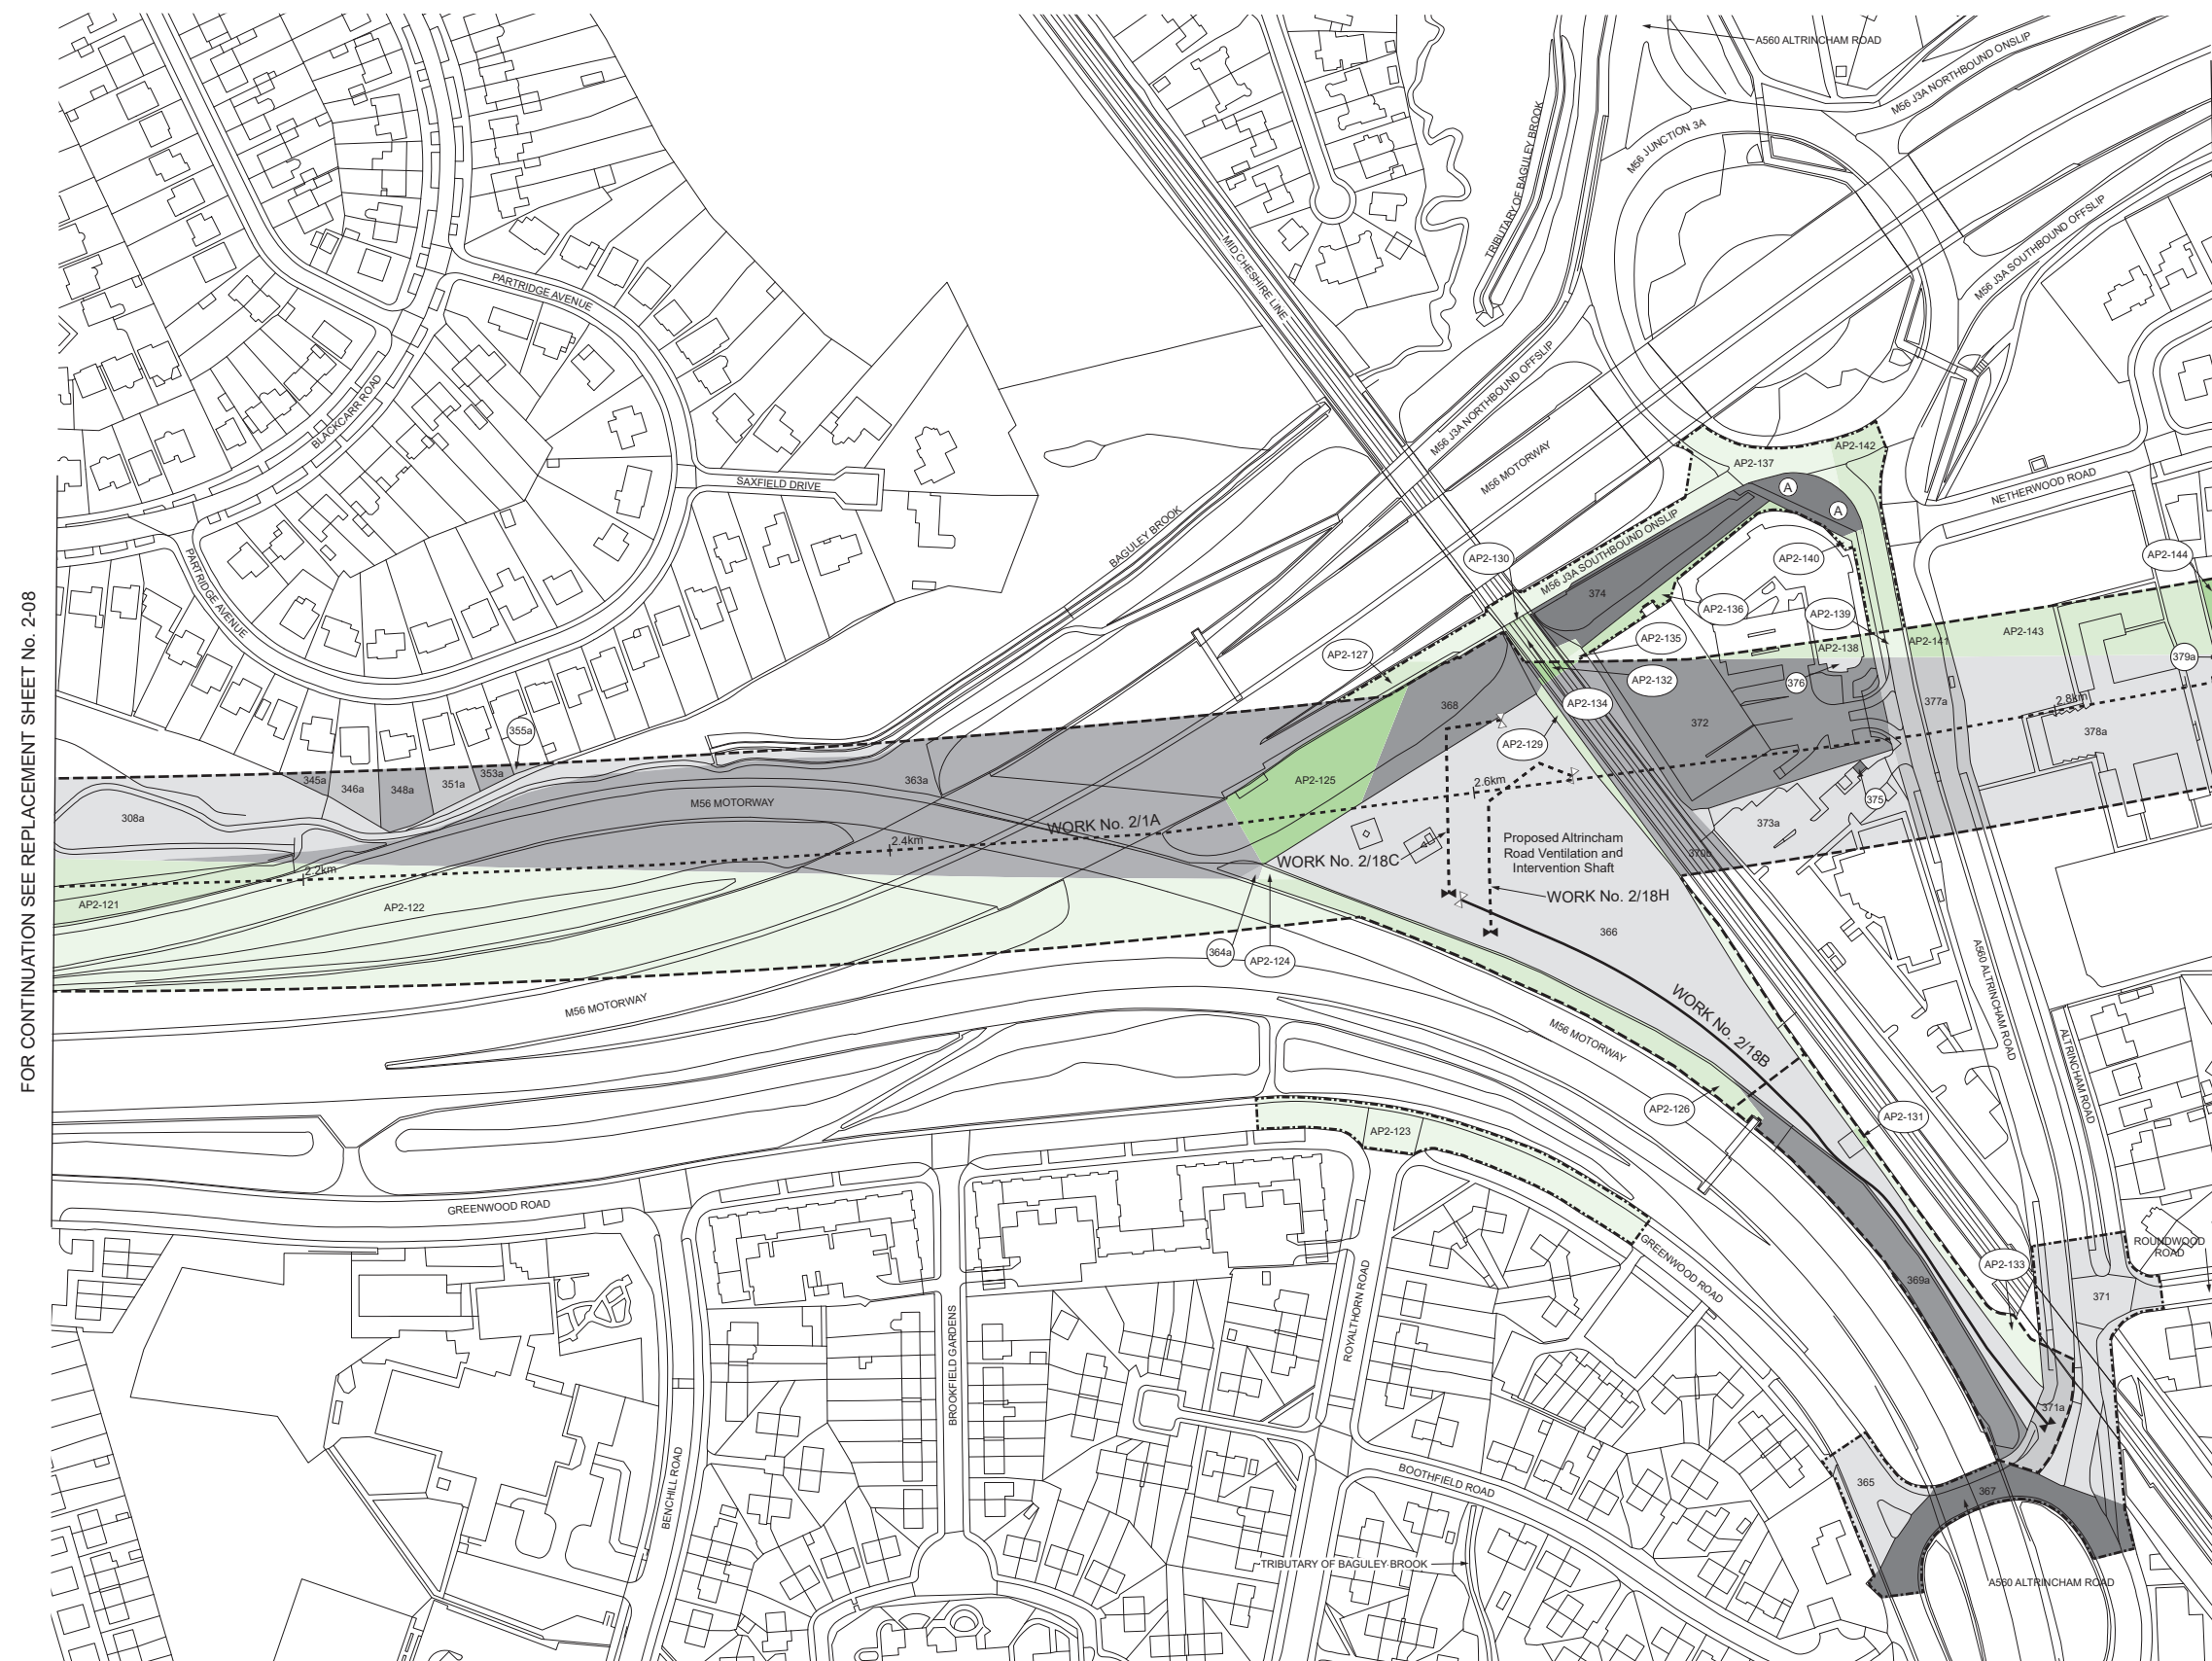 FOR CONTINUATION SEE REPLACEMENT SHEET No. 2-08
A560 ALTRINCHAM ROAD
M56 J3A NORTHBOUND ONSLIP
M56 JUNCTION 3A
TRIBUTARY OF BAGULEY BROOK
MID CHESHIRE LINE
M56 J3A SOUTHBOUND OFFSLIP
PARTRIDGE AVENUE
BLACKCARR ROAD
M56 J3A NORTHBOUND OFFSLIP
M56 MOTORWAY
SAXFIELD DRIVE
BAGULEY BROOK
PARTRIDGE AVENUE
AP2-142
AP2-137
NETHERWOOD ROAD
A
A
M56 J3A SOUTHBOUND ONSLIP
AP2-130
AP2-140
AP2-144
374
AP2-136
AP2-139
AP2-135
AP2-141
AP2-143
AP2-138
AP2-127
AP2-132
376
379a
AP2-134
377a
2.8km
368
372
378a
AP2-129
355a
345a
346a
348a
351a
353a
363a
AP2-125
2.6km
308a
M56 MOTORWAY
WORK No. 2/1A
375
373a
2.4km
2.2km
370a
WORK No. 2/18C
Proposed Altrincham
Road Ventilation and
Intervention Shaft
WORK No. 2/18H
AP2-121
AP2-122
366
364a
AP2-124
M56 MOTORWAY
M56 MOTORWAY
WORK No. 2/18B
A560 ALTRINCHAM ROAD
ALTRINCHAM ROAD
AP2-126
AP2-131
AP2-123
GREENWOOD ROAD
GREENWOOD ROAD
ROUNDWOOD
ROAD
AP2-133
369a
371
BROOKFIELD GARDENS
ROYALTHORN ROAD
371a
BENCHILL ROAD
BOOTHFIELD ROAD
365
367
TRIBUTARY OF BAGULEY BROOK
A560 ALTRINCHAM ROAD